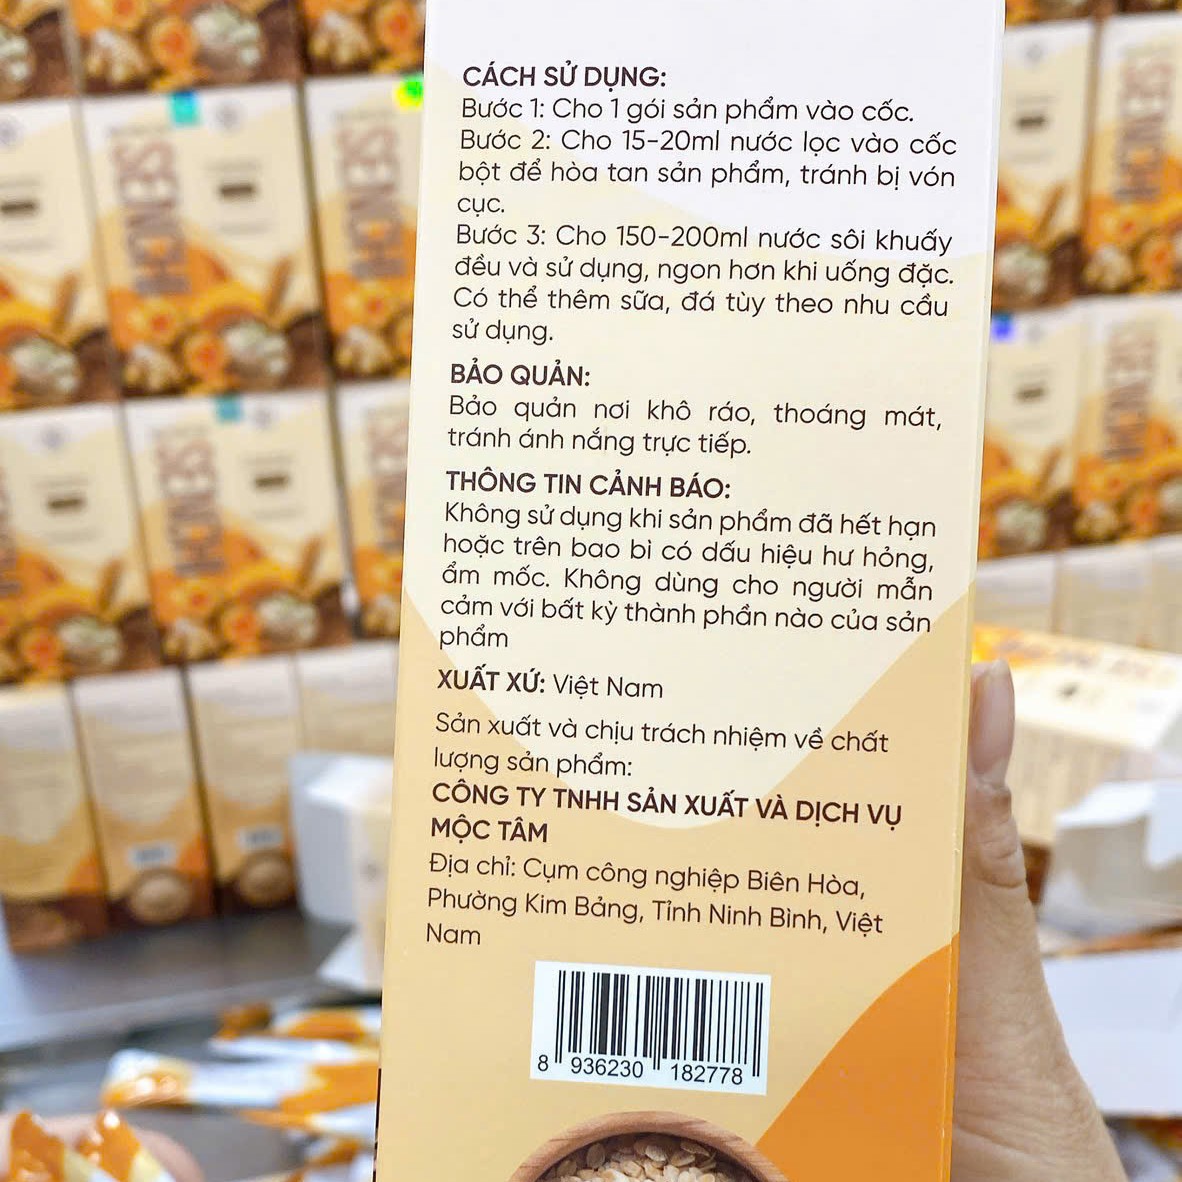 CÁCH SỬ DỤNG:
Bước 1: Cho 1 gói sản phẩm vào cốc.
Bước 2: Cho 15-20ml nước lọc vào cốc
bột để hòa tan sản phẩm, tránh bị vón
cục.
Bước 3: Cho 150-200ml nước sôi khuấy
đều và sử dụng, ngon hơn khi uống đặc.
Có thể thêm sữa, đá tùy theo nhu cầu
sử dụng.
BẢO QUẢN:
Bảo quản nơi khô ráo, thoáng mát,
tránh ánh nắng trực tiếp.
THÔNG TIN CẢNH BÁO:
Không sử dụng khi sản phẩm đã hết hạn
hoặc trên bao bì có dấu hiệu hư hỏng,
ẩm mốc. Không dùng cho người mẫn
cảm với bất kỳ thành phần nào của sản
phẩm
XUẤT XỨ: Việt Nam
Sản xuất và chịu trách nhiệm về chất
lượng sản phẩm:
CÔNG TY TNHH SẢN XUẤT VÀ DỊCH VỤ
MỘC TÂM
Địa chỉ: Cụm công nghiệp Biên Hòa,
Phường Kim Bảng, Tỉnh Ninh Bình, Việt
Nam
8 936230 182778